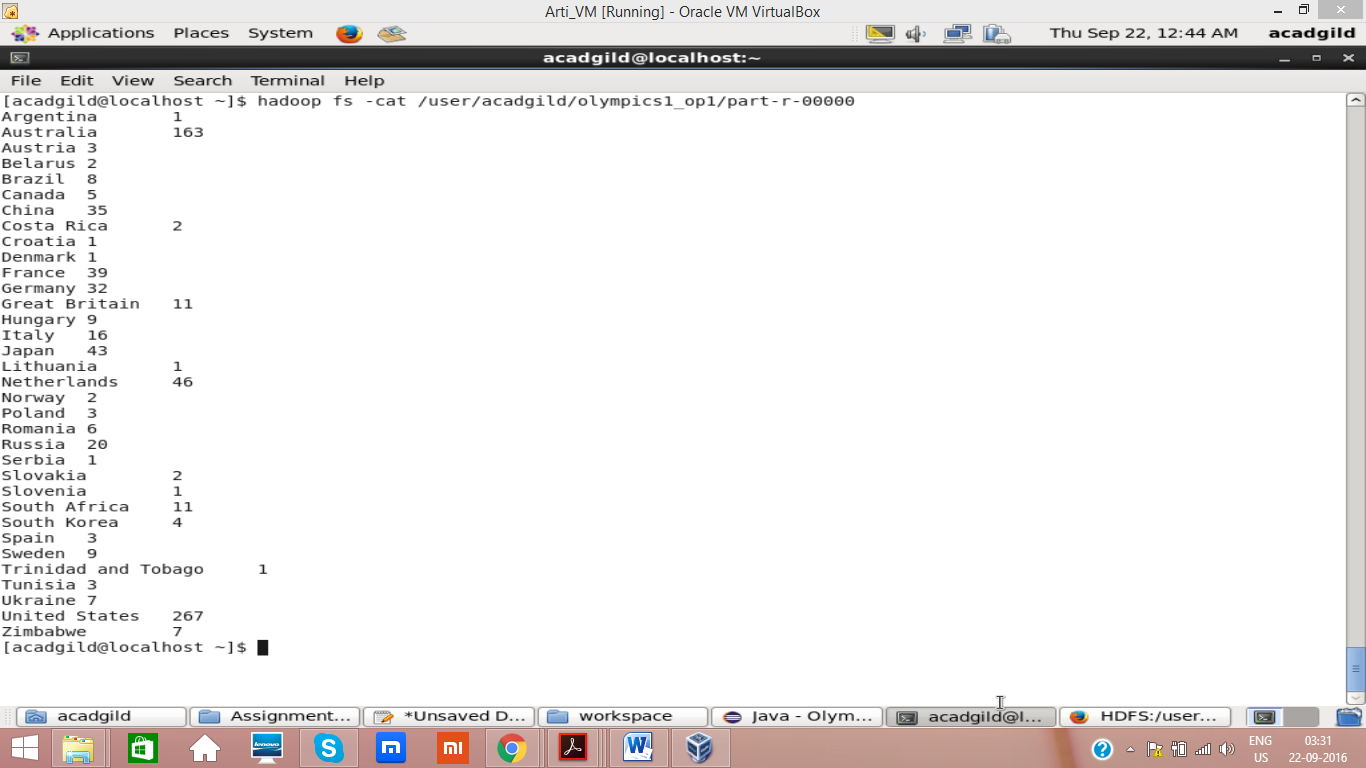 Arti_VM [Running] - Oracle VM VirtualBox
Applications Places System Thu Sep 22, 12:44 AM acadgild
acadgild@localhost:~
File Edit View Search Terminal Help
[acadgild@localhost ~]$ hadoop fs -cat /user/acadgild/olympics1_op1/part-r-00000
Argentina 1
Australia 163
Austria 3
Belarus 2
Brazil 8
Canada 5
China 35
Costa Rica 2
Croatia 1
Denmark 1
France 39
Germany 32
Great Britain 11
Hungary 9
Italy 16
Japan 43
Lithuania 1
Netherlands 46
Norway 2
Poland 3
Romania 6
Russia 20
Serbia 1
Slovakia 2
Slovenia 1
South Africa 11
South Korea 4
Spain 3
Sweden 9
Trinidad and Tobago 1
Tunisia 3
Ukraine 7
United States 267
Zimbabwe 7
[acadgild@localhost ~]$
acadgild Assignment... *Unsaved D... workspace Java - Olym... acadgild@l... HDFS:/user...
lenovo S m mi W ? ENG 03:31
US 22-09-2016